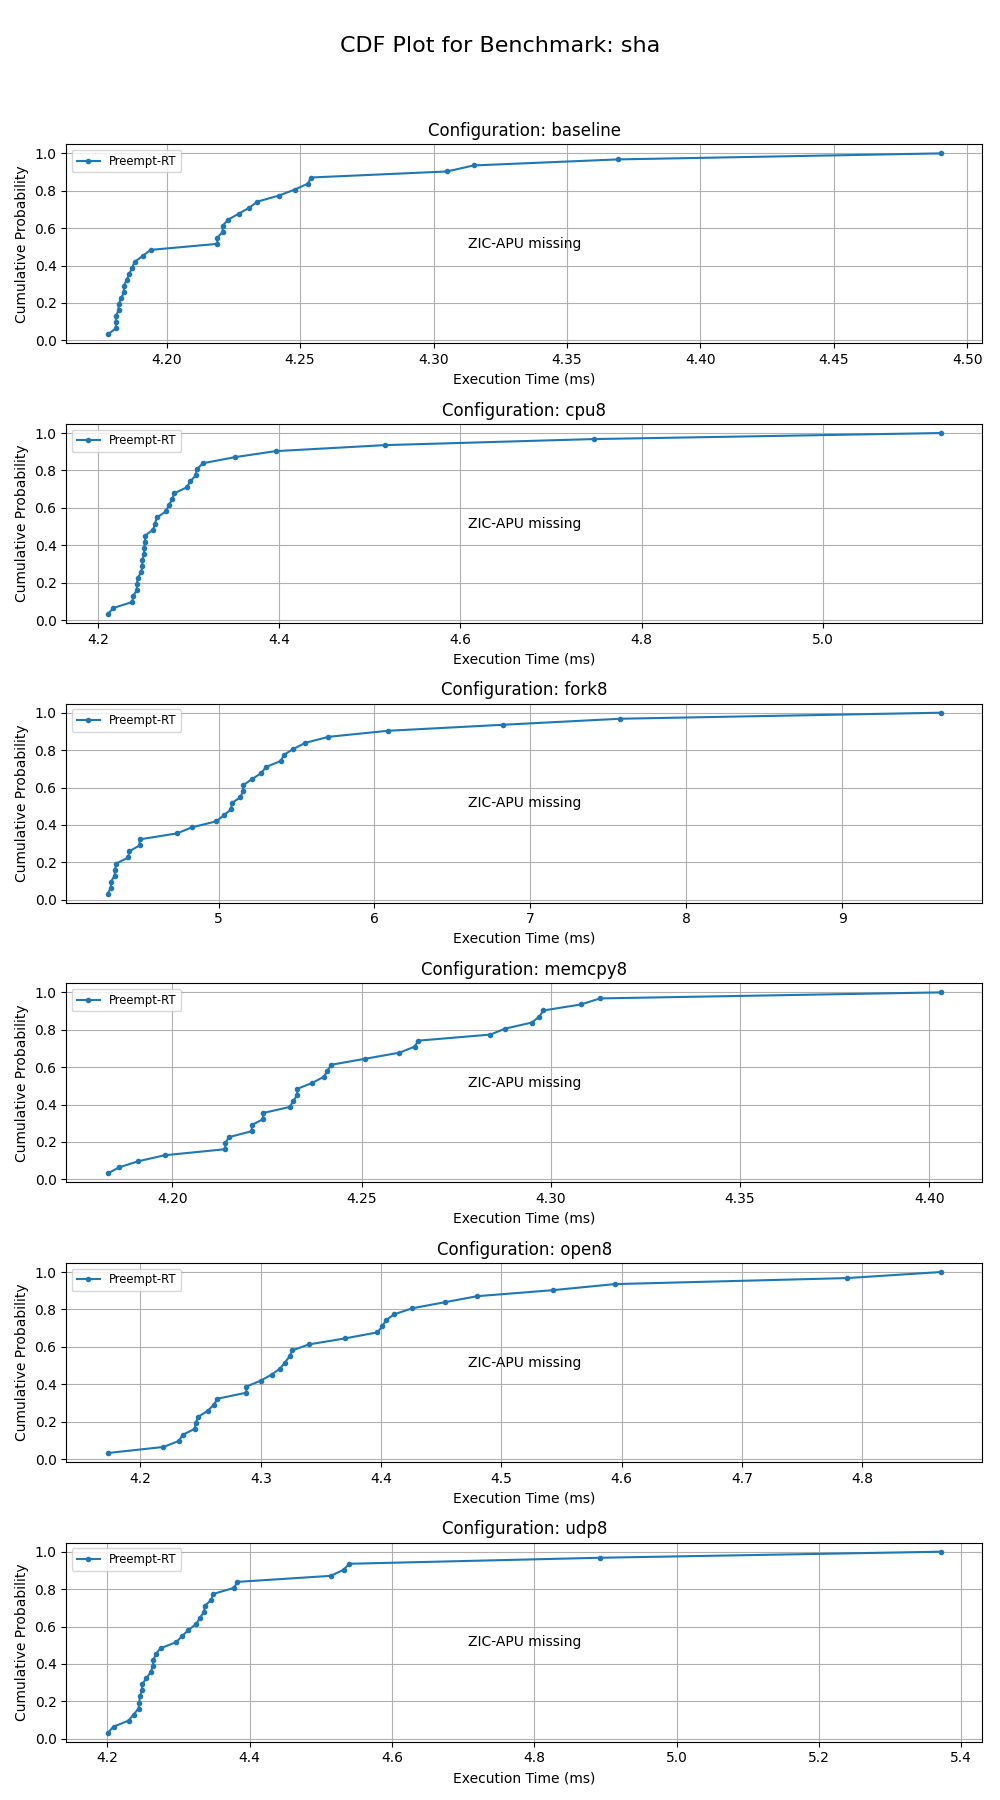 CDF Plot for Benchmark: sha
Configuration: baseline
Cumulative Probability
1.0
0.8
0.6
0.4
0.2
0.0
Preempt-RT
ZIC-APU missing
4.20 4.25 4.30 4.35 4.40 4.45 4.50
Execution Time (ms)
Configuration: cpu8
Cumulative Probability
1.0
0.8
0.6
0.4
0.2
0.0
Preempt-RT
ZIC-APU missing
4.2 4.4 4.6 4.8 5.0
Execution Time (ms)
Configuration: fork8
Cumulative Probability
1.0
0.8
0.6
0.4
0.2
0.0
Preempt-RT
ZIC-APU missing
5 6 7 8 9
Execution Time (ms)
Configuration: memcpy8
Cumulative Probability
1.0
0.8
0.6
0.4
0.2
0.0
Preempt-RT
ZIC-APU missing
4.20 4.25 4.30 4.35 4.40
Execution Time (ms)
Configuration: open8
Cumulative Probability
1.0
0.8
0.6
0.4
0.2
0.0
Preempt-RT
ZIC-APU missing
4.2 4.3 4.4 4.5 4.6 4.7 4.8
Execution Time (ms)
Configuration: udp8
Cumulative Probability
1.0
0.8
0.6
0.4
0.2
0.0
Preempt-RT
ZIC-APU missing
4.2 4.4 4.6 4.8 5.0 5.2 5.4
Execution Time (ms)